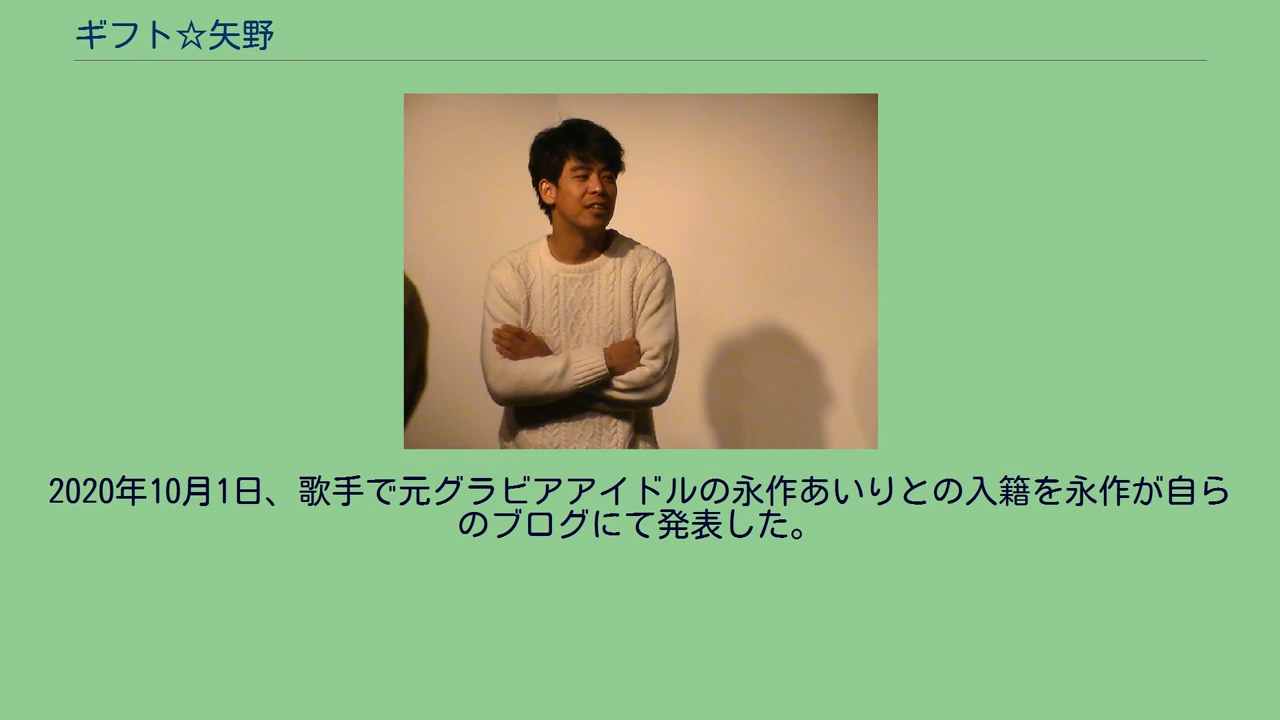 ギフト☆矢野
2020年10月1日、歌手で元グラビアアイドルの永作あいりとの入籍を永作が自ら
のブログにて発表した。